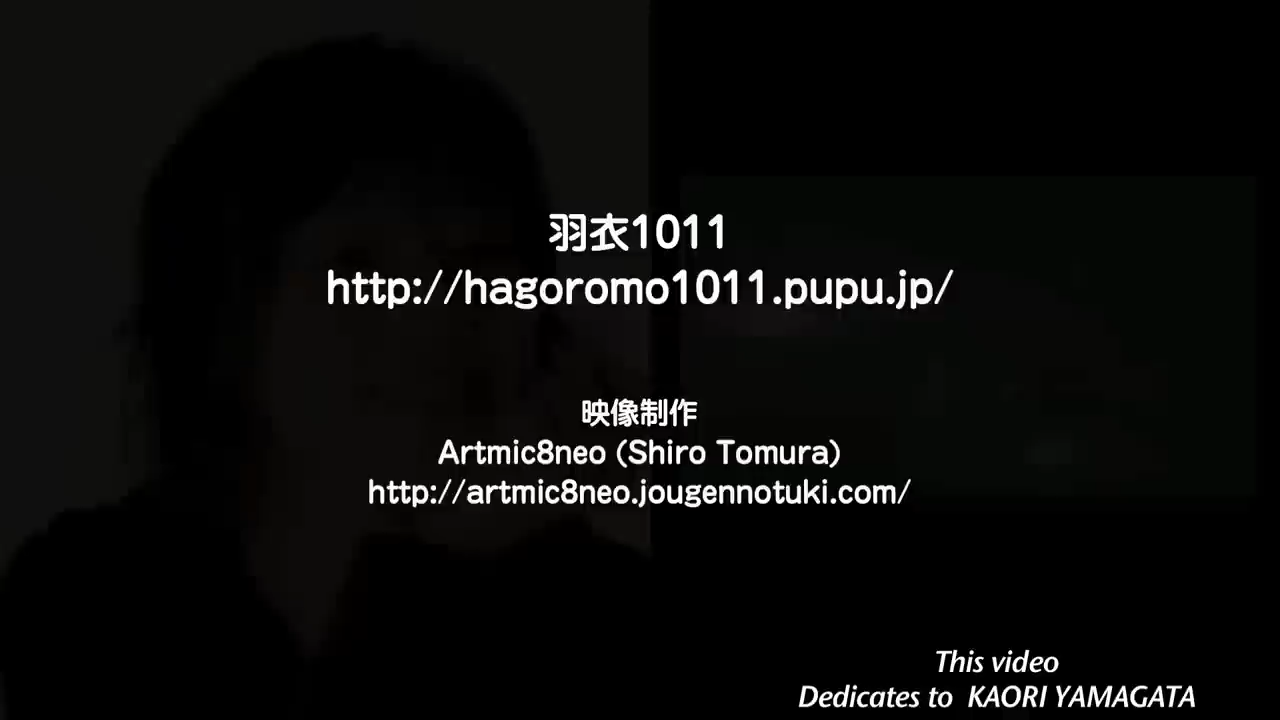 羽衣1011
http://hagoromo1011.pupu.jp/
映像制作
Artmic8neo (Shiro Tomura)
http://artmic8neo.jougennotuki.com/
This video
Dedicates to KAORI YAMAGATA